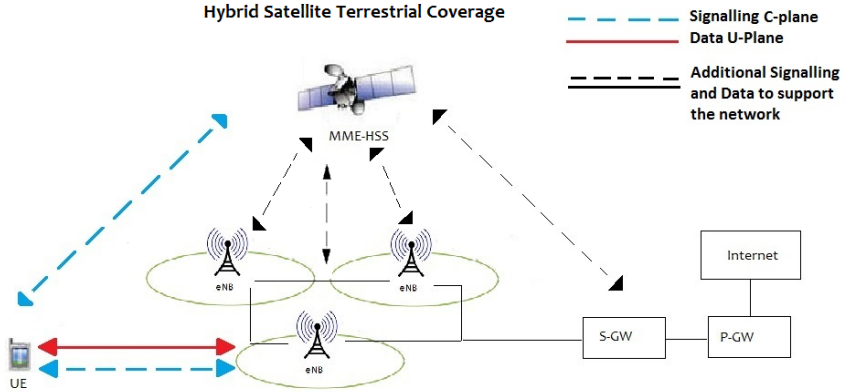 Hybrid Satellite Terrestrial Coverage
Signalling C-plane
Data U-Plane
Additional Signalling
and Data to support
the network
MME-HSS
eNB
eNB
Internet
S-GW
P-GW
eNB
UE